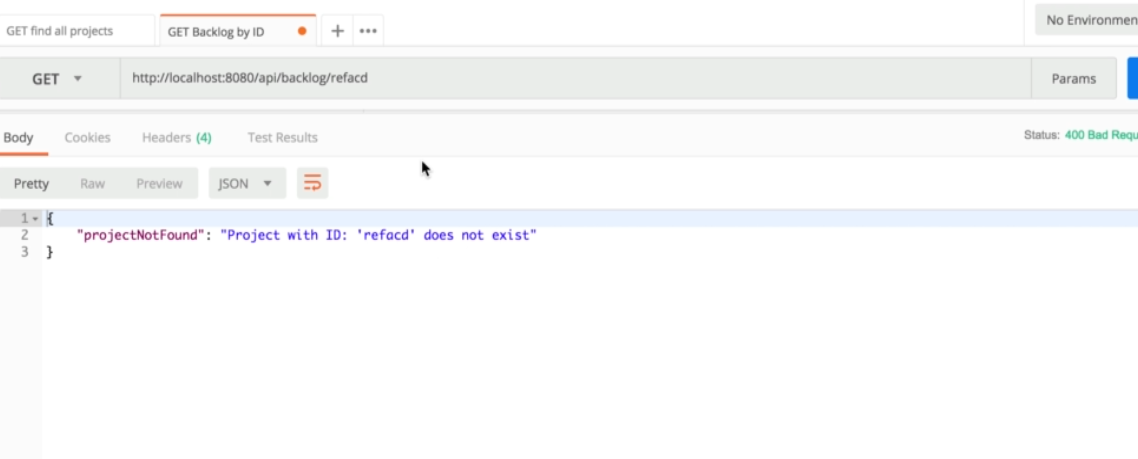 GET find all projects
GET Backlog by ID
No Environmen
GET
http://localhost:8080/api/backlog/refacd
Params
Body Cookies Headers (4) Test Results
Status: 400 Bad Requ
Pretty Raw Preview JSON
1 {
2 "projectNotFound": "Project with ID: 'refacd' does not exist"
3 }